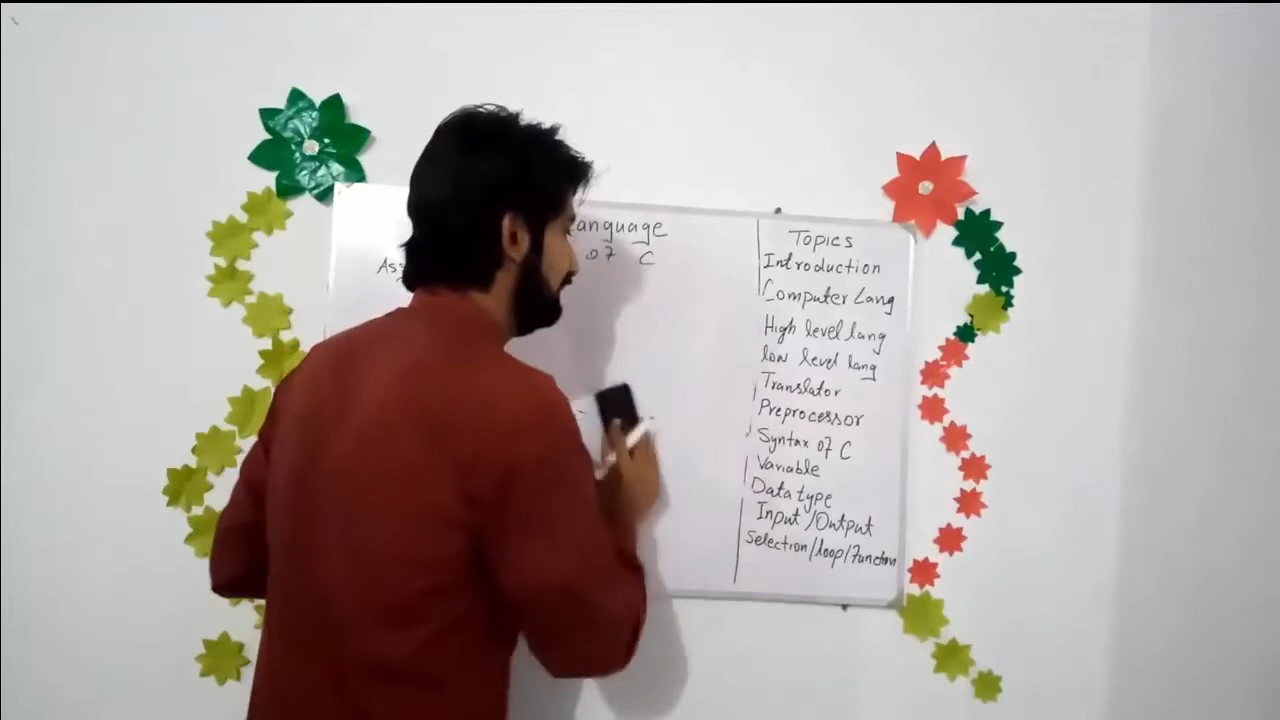 anguage
of C
Ass
Topics
Introduction
Computer Lang
High level lang
low level lang
Translator
Preprocessor
Syntax of C
Variable
Data type
Input/Output
Selection/loop/Function